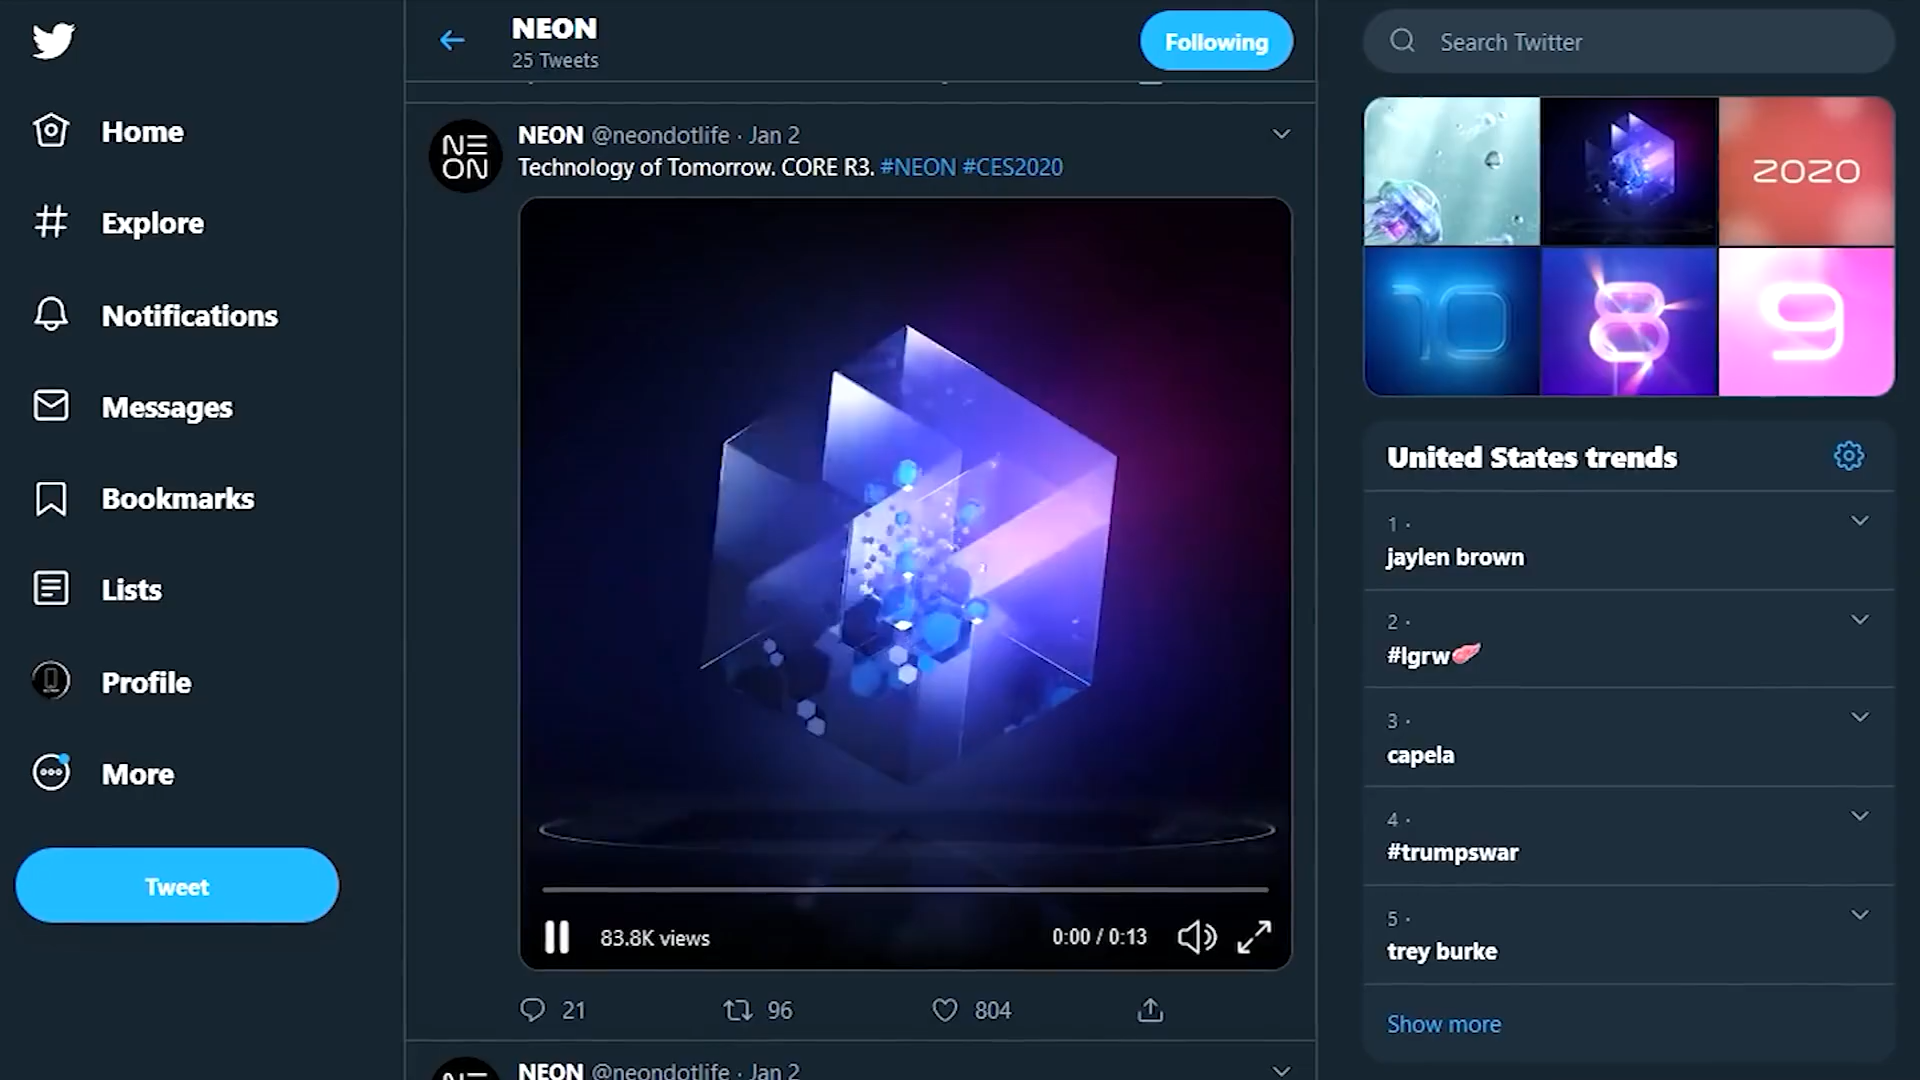 NEON
25 Tweets
Following
Search Twitter
Home
Explore
Notifications
Messages
Bookmarks
Lists
Profile
More
Tweet
NEON
NEON @neondotlife · Jan 2
Technology of Tomorrow. CORE R3. #NEON #CES2020
83.8K views
0:00 / 0:13
21
96
804
NEON @neondotlife · Jan 2
2020
10
8
9
United States trends
1 ·
jaylen brown
2 ·
#lgrw
3 ·
capela
4 ·
#trumpswar
5 ·
trey burke
Show more